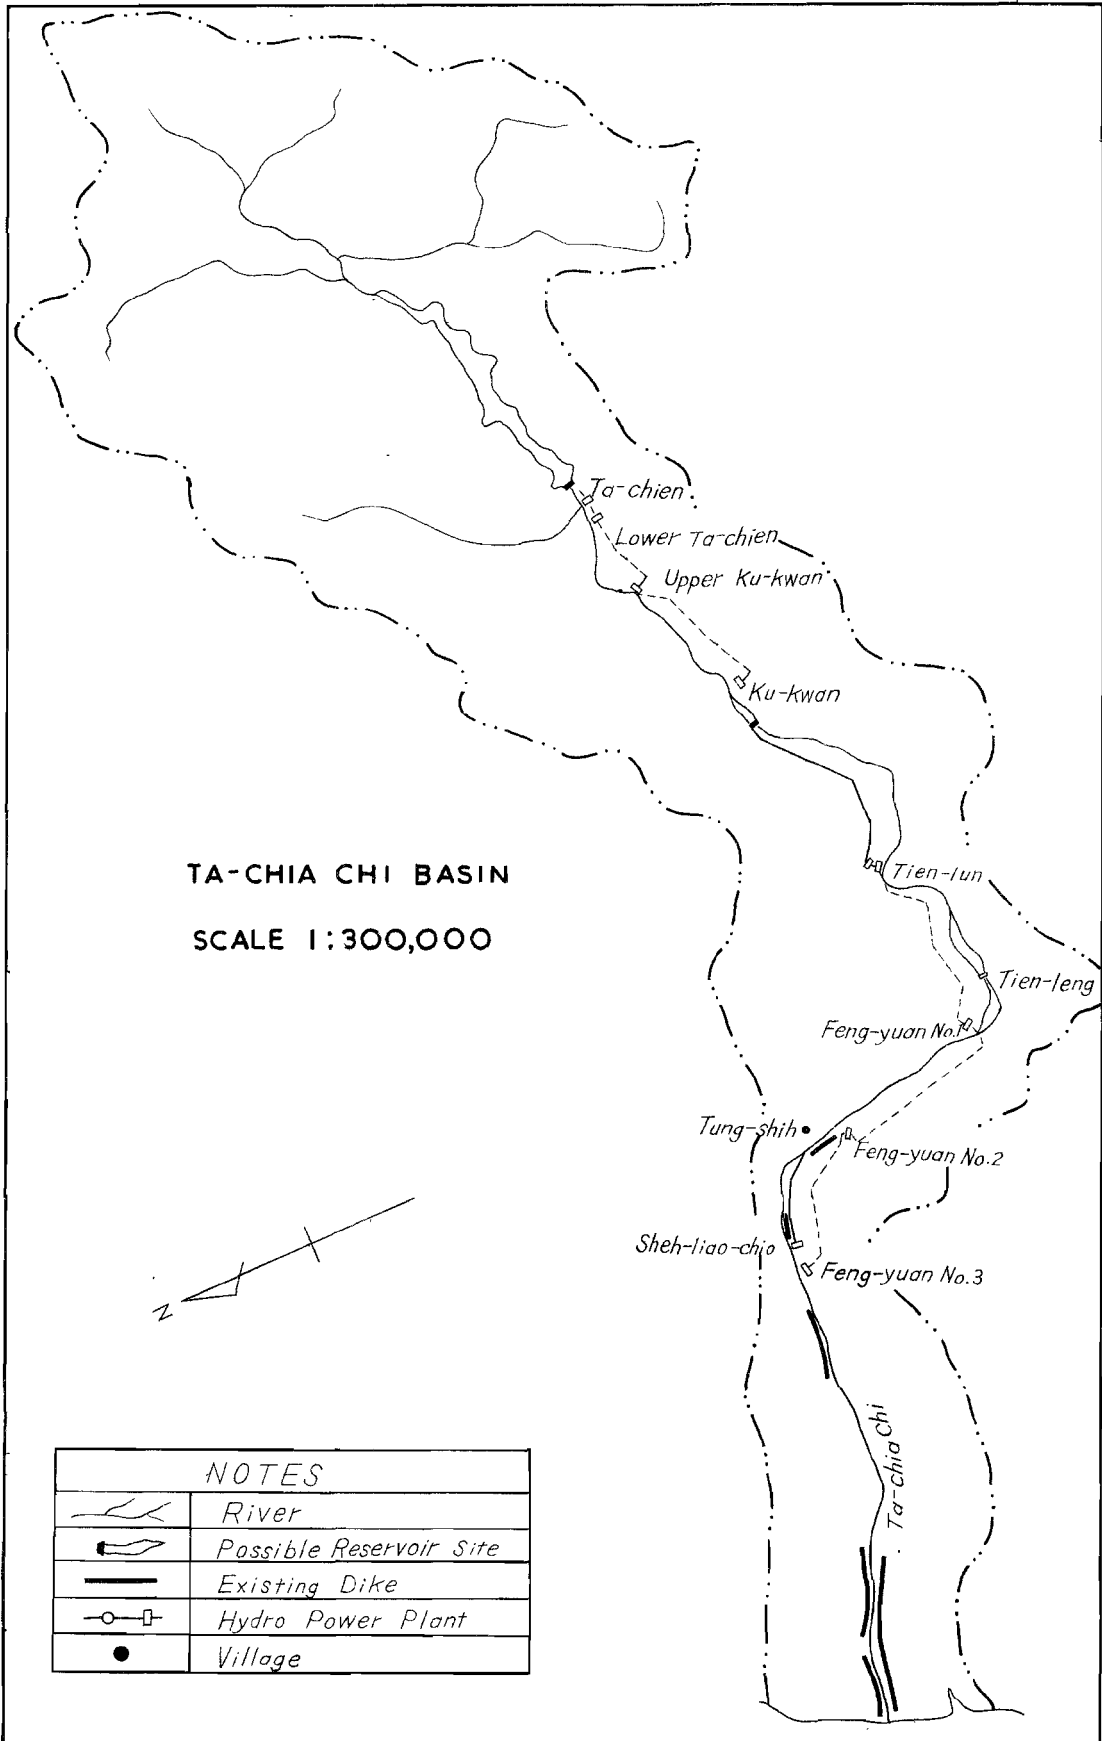 Ta-chien
Lower Ta-chien
Upper Ku-kwan
Ku-kwan
TA-CHIA CHI BASIN
SCALE 1:300,000
Tien-lun
Tien-leng
Feng-yuan No.1
Tung-shih
Feng-yuan No.2
Sheh-liao-chio
Feng-yuan No.3
N
Ta-chia Chi
NOTES
River
Possible Reservoir Site
Existing Dike
Hydro Power Plant
Village